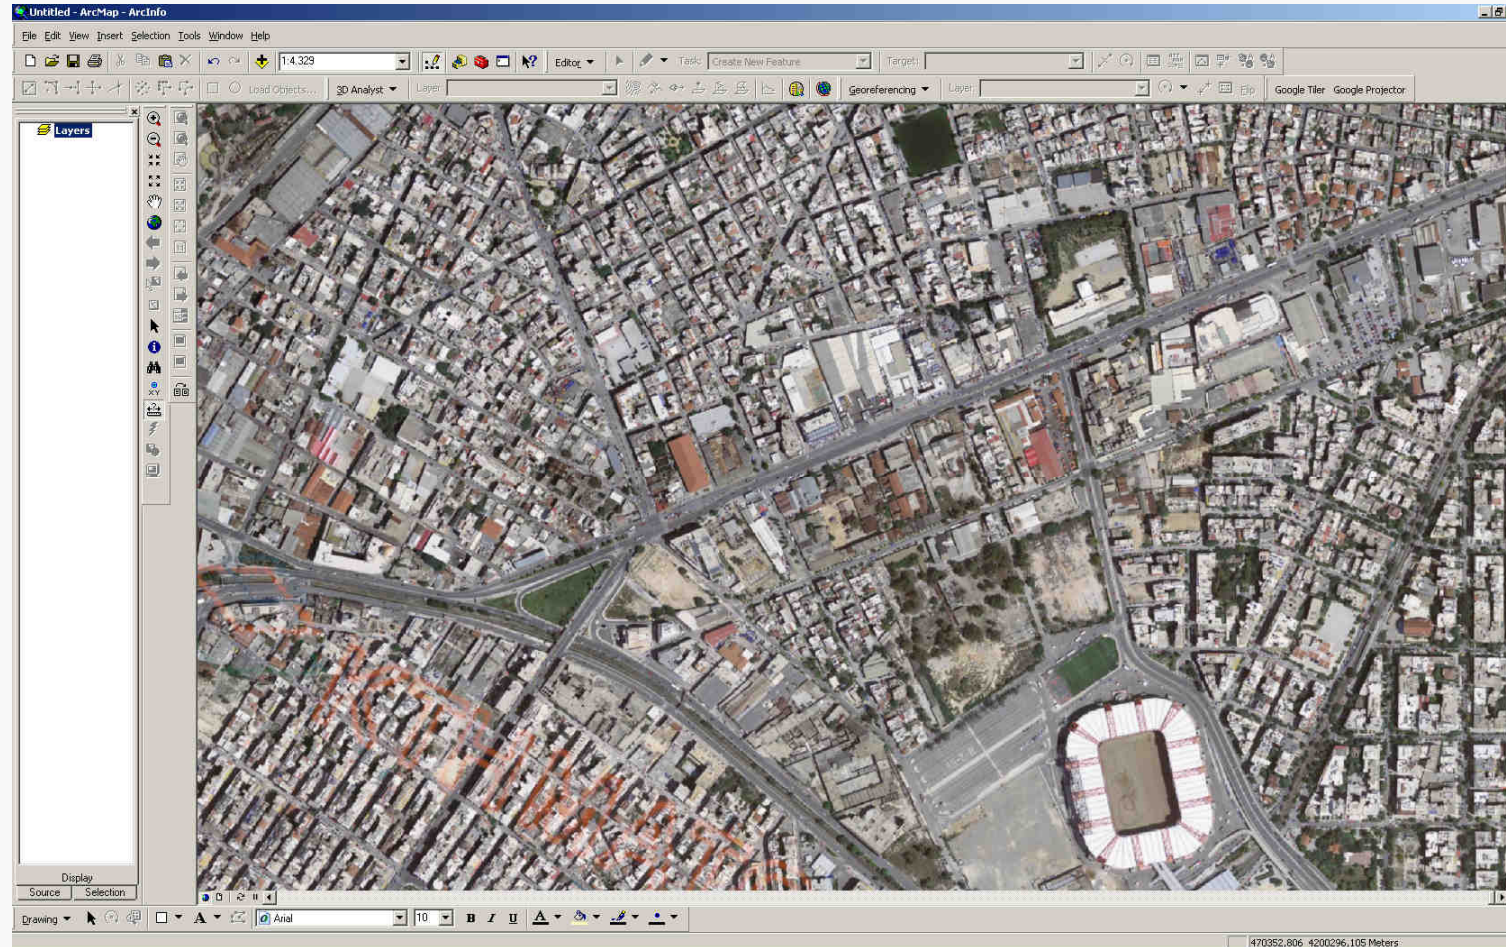 Untitled - ArcMap - ArcInfo
File Edit View Insert Selection Tools Window Help
1:4.329
Editor
Task: Create New Feature
Target:
Load Objects...
3D Analyst
Layer
Georeferencing
Layer:
Flip
Google Tiler Google Projector
Layers
XY
Display
Source Selection
Drawing
A
Arial
10
B I U
A
470352.806 4200296.105 Meters